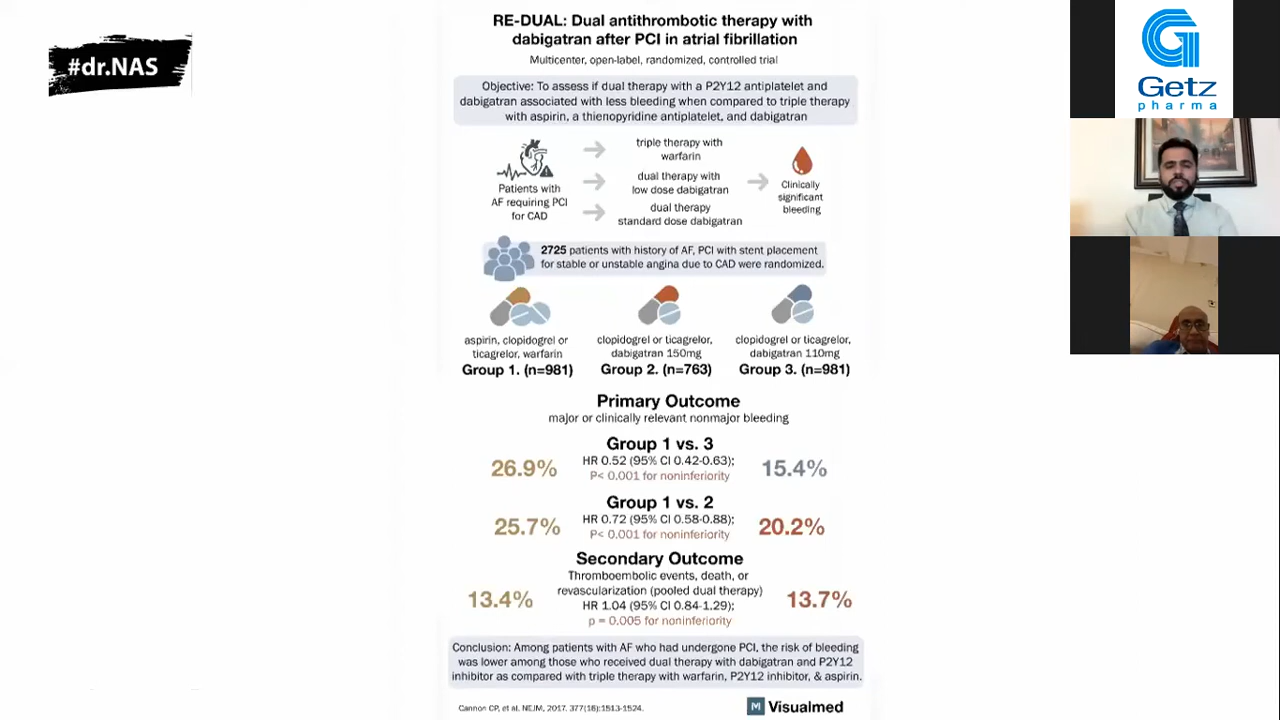 #dr.NAS
RE-DUAL: Dual antithrombotic therapy with
dabigatran after PCI in atrial fibrillation
Multicenter, open-label, randomized, controlled trial
Objective: To assess if dual therapy with a P2Y12 antiplatelet and
dabigatran associated with less bleeding when compared to triple therapy
with aspirin, a thienopyridine antiplatelet, and dabigatran
Patients with
AF requiring PCI
for CAD
triple therapy with
warfarin
dual therapy with
low dose dabigatran
dual therapy
standard dose dabigatran
Clinically
significant
bleeding
2725 patients with history of AF, PCI with stent placement
for stable or unstable angina due to CAD were randomized.
aspirin, clopidogrel or
ticagrelor, warfarin
Group 1. (n=981)
clopidogrel or ticagrelor,
dabigatran 150mg
Group 2. (n=763)
clopidogrel or ticagrelor,
dabigatran 110mg
Group 3. (n=981)
Primary Outcome
major or clinically relevant nonmajor bleeding
Group 1 vs. 3
26.9%
HR 0.52 (95% CI 0.42-0.63);
P< 0.001 for noninferiority
15.4%
Group 1 vs. 2
25.7%
HR 0.72 (95% CI 0.58-0.88);
P< 0.001 for noninferiority
20.2%
Secondary Outcome
13.4%
Thromboembolic events, death, or
revascularization (pooled dual therapy)
HR 1.04 (95% CI 0.84-1.29);
p = 0.005 for noninferiority
13.7%
Conclusion: Among patients with AF who had undergone PCI, the risk of bleeding
was lower among those who received dual therapy with dabigatran and P2Y12
inhibitor as compared with triple therapy with warfarin, P2Y12 inhibitor, & aspirin.
Cannon CP, et al. NEJM, 2017. 377(16):1513-1524.
M Visualmed
G
Getz
pharma